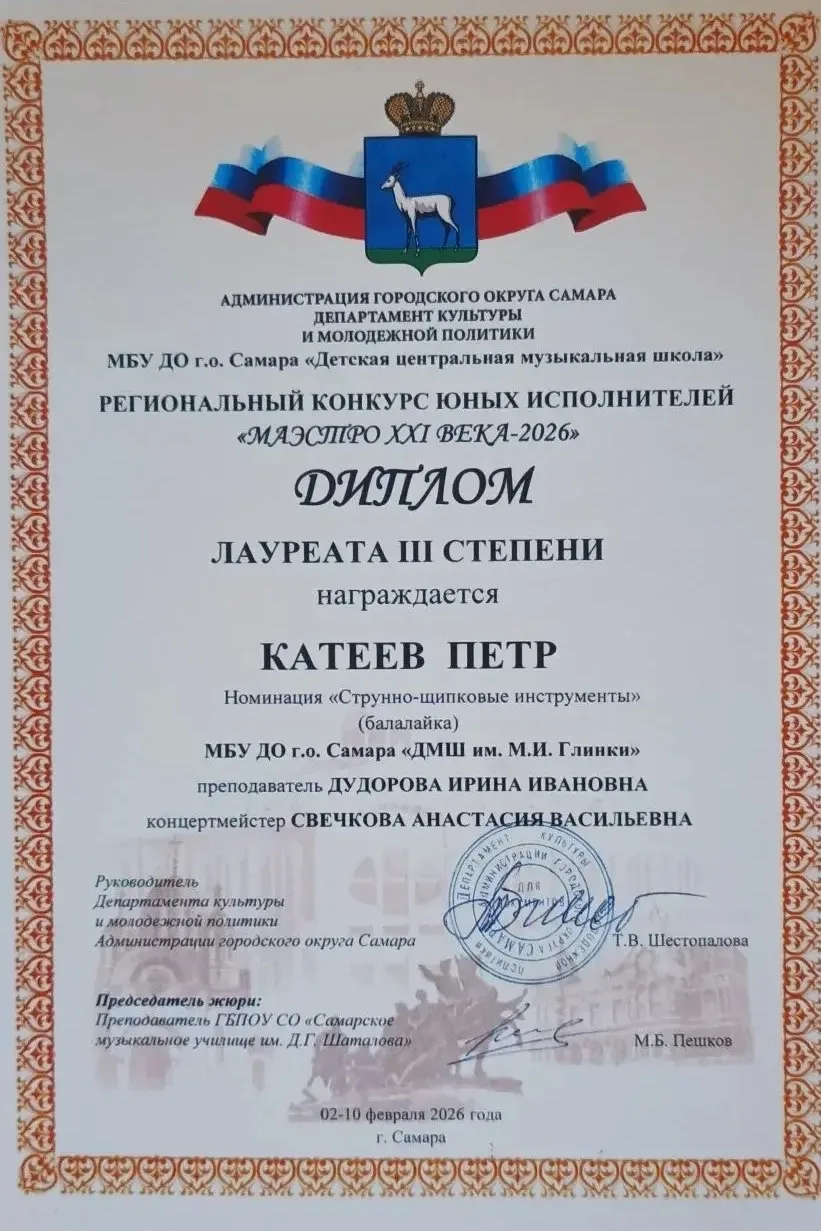 АДМИНИСТРАЦИЯ ГОРОДСКОГО ОКРУГА САМАРА
ДЕПАРТАМЕНТ КУЛЬТУРЫ
И МОЛОДЕЖНОЙ ПОЛИТИКИ
МБУ ДО г.о. Самара «Детская центральная музыкальная школа»
РЕГИОНАЛЬНЫЙ КОНКУРС ЮНЫХ ИСПОЛНИТЕЛЕЙ
«МАЭСТРО XXI ВЕКА-2026»
ДИПЛОМ
ЛАУРЕАТА III СТЕПЕНИ
награждается
КАТЕЕВ ПЕТР
Номинация «Струнно-щипковые инструменты»
(балалайка)
МБУ ДО г.о. Самара «ДМШ им. М.И. Глинки»
преподаватель ДУДОРОВА ИРИНА ИВАНОВНА
концертмейстер СВЕЧКОВА АНАСТАСИЯ ВАСИЛЬЕВНА
Руководитель
Департамента культуры
и молодежной политики
Администрации городского округа Самара
Т.В. Шестопалова
ДЕПАРТАМЕНТ КУЛЬТУРЫ
АДМИНИСТРАЦИИ
ДЛЯ
Председатель жюри:
Преподаватель ГБПОУ СО «Самарское
музыкальное училище им. Д.Г. Шаталова»
М.Б. Пешков
02-10 февраля 2026 года
г. Самара